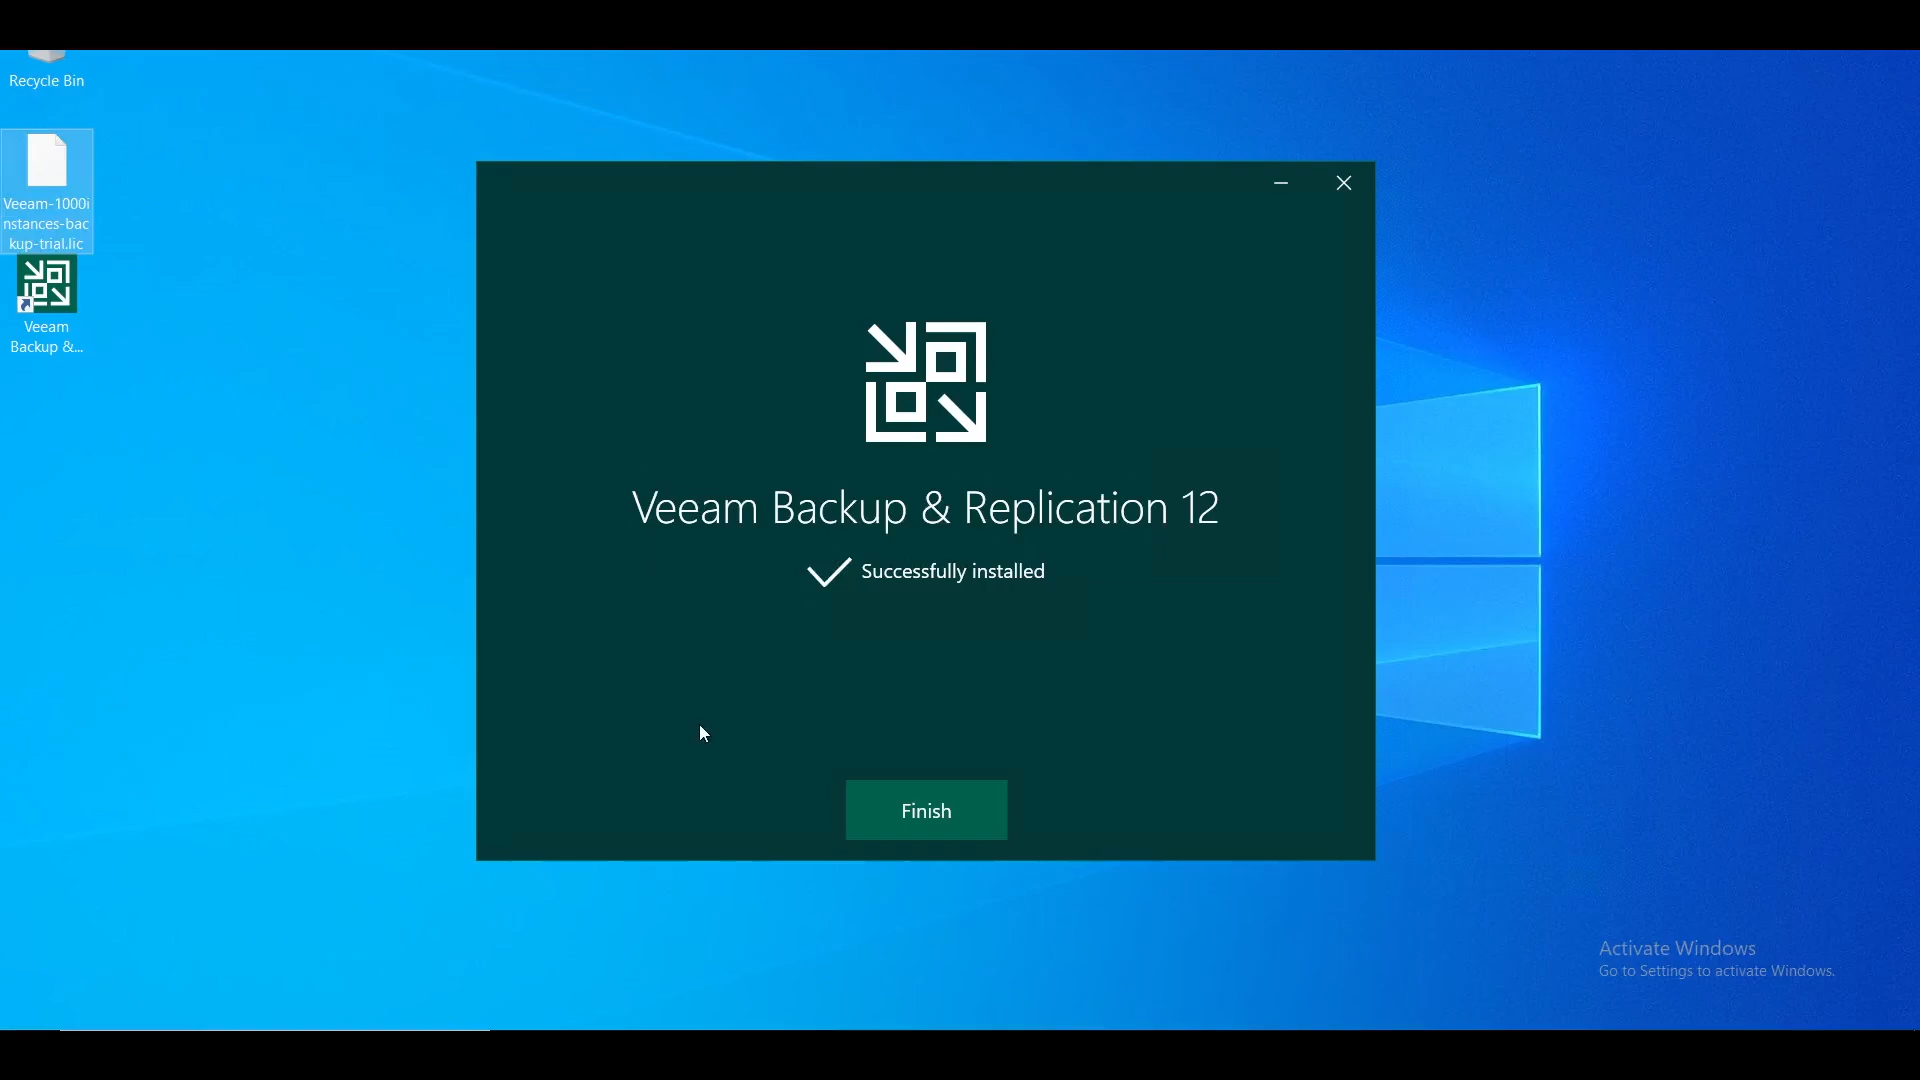 Recycle Bin
Veeam-1000i
nstances-bac
kup-trial.lic
Veeam
Backup &...
Veeam Backup & Replication 12
Successfully installed
Finish
Activate Windows
Go to Settings to activate Windows.